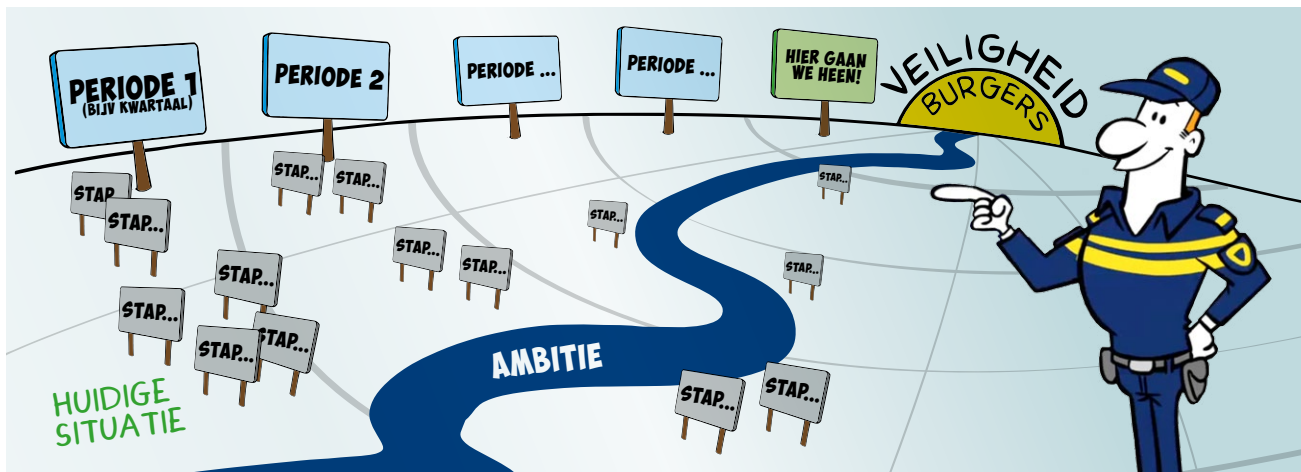 PERIODE 1
(BIJV KWARTAAL)
PERIODE 2
PERIODE ...
PERIODE ...
HIER GAAN
WE HEEN!
VEILIGHEID
BURGERS
STAP
STAP...
STAP...
STAP...
STAP...
STAP...
STAP...
STAP...
STAP...
STAP...
STAP...
STAP...
STAP...
AMBITIE
STAP...
STAP...
HUIDIGE
SITUATIE